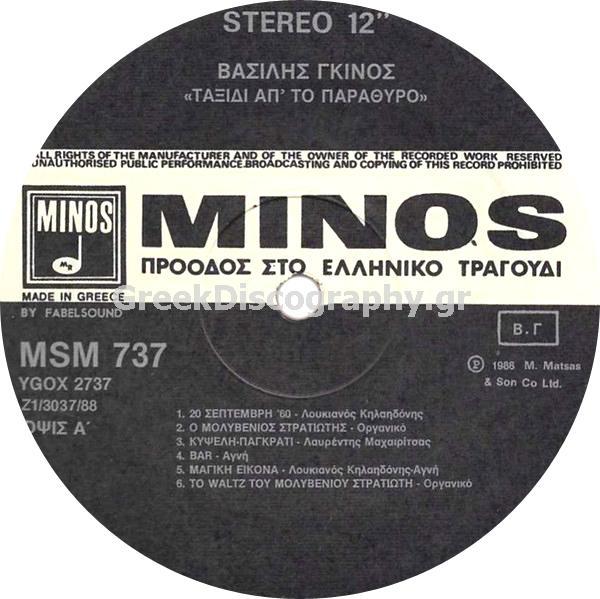 STEREO 12”
ΒΑΣΙΛΗΣ ΓΚΙΝΟΣ
«ΤΑΞΙΔΙ ΑΠ' ΤΟ ΠΑΡΑΘΥΡΟ»
ALL RIGHTS OF THE MANUFACTURER AND OF THE OWNER OF THE RECORDED WORK RESERVED
UNAUTHORISED PUBLIC PERFORMANCE.BROADCASTING AND COPYING OF THIS RECORD PROHIBITED
MINOS
MINOS
ΠΡΟΟΔΟΣ ΣΤΟ ΕΛΛΗΝΙΚΟ ΤΡΑΓΟΥΔΙ
MADE IN GREECE
BY FABELSOUND
GreekDiscography.gr
Β.Γ
MSM 737
YGOX 2737
Z1/3037/88
ΟΨΙΣ Α΄
Ⓟ 1988 M. Matsas
& Son Co Ltd.
1. 20 ΣΕΠΤΕΜΒΡΗ '60 - Λουκιανός Κηλαηδόνης
2. Ο ΜΟΛΥΒΕΝΙΟΣ ΣΤΡΑΤΙΩΤΗΣ - Οργανικό
3. ΚΥΨΕΛΗ-ΠΑΓΚΡΑΤΙ - Λαυρέντης Μαχαιρίτσας
4. BAR - Αγνή
5. ΜΑΓΙΚΗ ΕΙΚΟΝΑ - Λουκιανός Κηλαηδόνης-Αγνή
6. ΤΟ WALTZ ΤΟΥ ΜΟΛΥΒΕΝΙΟΥ ΣΤΡΑΤΙΩΤΗ - Οργανικό